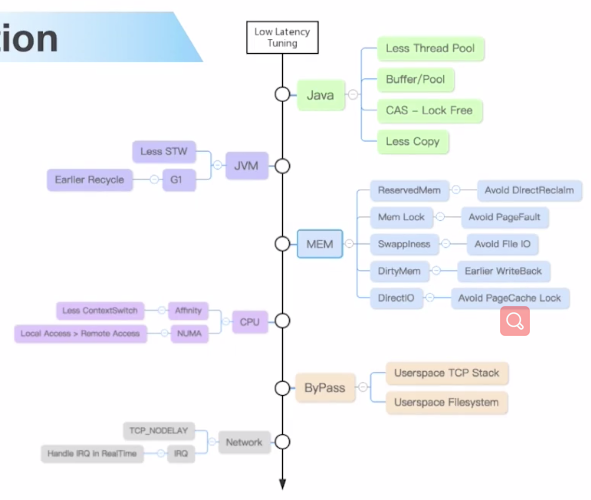 tion
Low Latency
Tuning
Java
Less Thread Pool
Buffer/Pool
CAS - Lock Free
Less Copy
JVM
Less STW
G1
Earlier Recycle
MEM
ReservedMem
Avoid DirectReclaim
Mem Lock
Avoid PageFault
Swappiness
Avoid File IO
DirtyMem
Earlier WriteBack
DirectIO
Avoid PageCache Lock
CPU
Affinity
Less ContextSwitch
NUMA
Local Access > Remote Access
ByPass
Userspace TCP Stack
Userspace Filesystem
Network
TCP_NODELAY
IRQ
Handle IRQ in RealTime